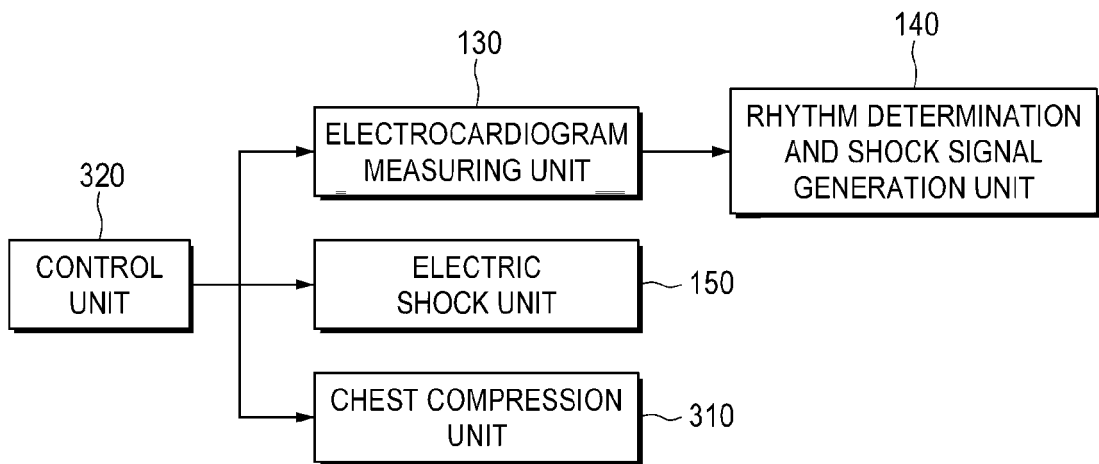 130
140
ELECTROCARDIOGRAM
MEASURING UNIT
RHYTHM DETERMINATION
AND SHOCK SIGNAL
GENERATION UNIT
320
CONTROL
UNIT
ELECTRIC
SHOCK UNIT
150
CHEST COMPRESSION
UNIT
310